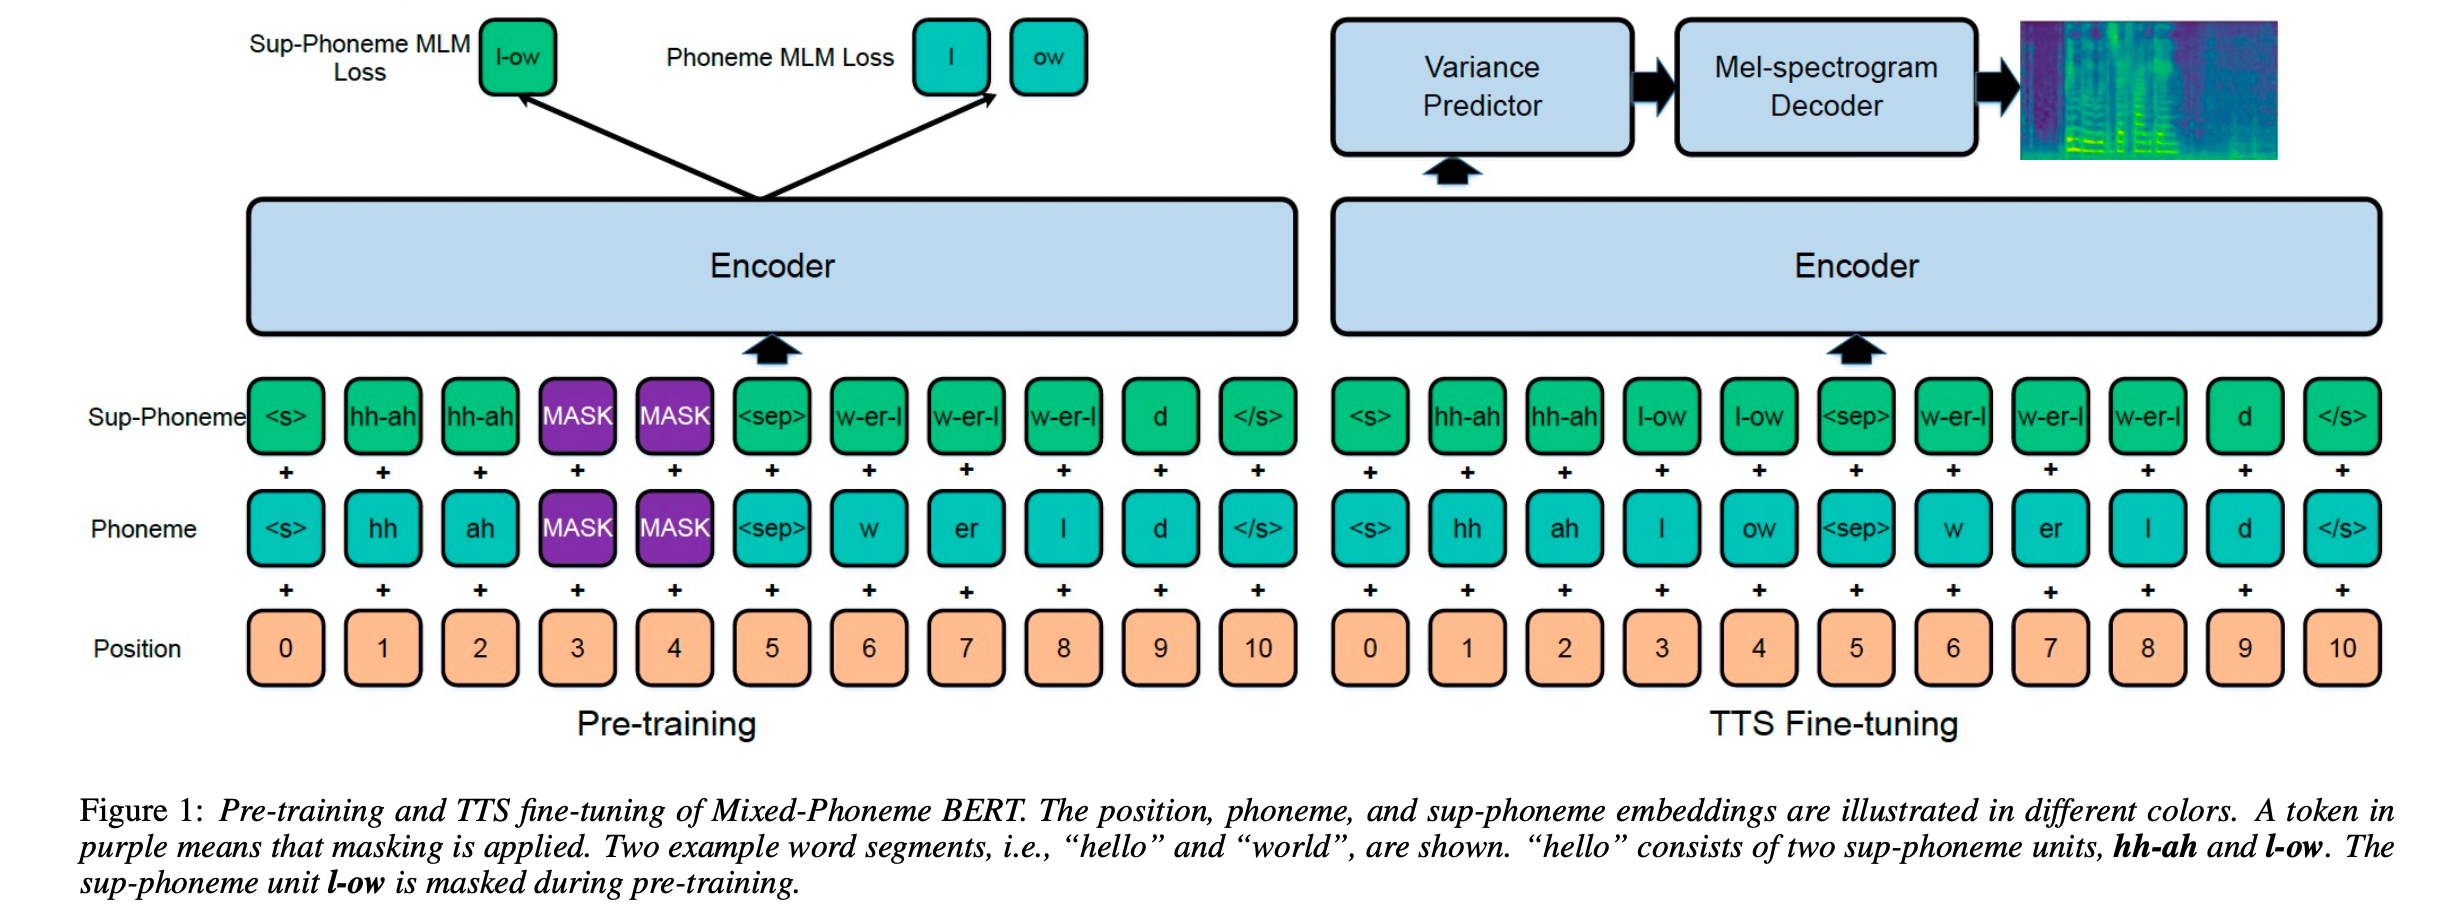 Sup-Phoneme MLM
Loss
l-ow
Phoneme MLM Loss
l
ow
Encoder
Sup-Phoneme <s> hh-ah hh-ah MASK MASK <sep> w-er-l w-er-l w-er-l d </s>
+ + + + + + + + + + +
Phoneme <s> hh ah MASK MASK <sep> w er l d </s>
+ + + + + + + + + + +
Position 0 1 2 3 4 5 6 7 8 9 10
Pre-training
Variance
Predictor
Mel-spectrogram
Decoder
Encoder
<s> hh-ah hh-ah l-ow l-ow <sep> w-er-l w-er-l w-er-l d </s>
+ + + + + + + + + + +
<s> hh ah l ow <sep> w er l d </s>
+ + + + + + + + + + +
0 1 2 3 4 5 6 7 8 9 10
TTS Fine-tuning
Figure 1: Pre-training and TTS fine-tuning of Mixed-Phoneme BERT. The position, phoneme, and sup-phoneme embeddings are illustrated in different colors. A token in
purple means that masking is applied. Two example word segments, i.e., “hello” and “world”, are shown. “hello” consists of two sup-phoneme units, hh-ah and l-ow. The
sup-phoneme unit l-ow is masked during pre-training.